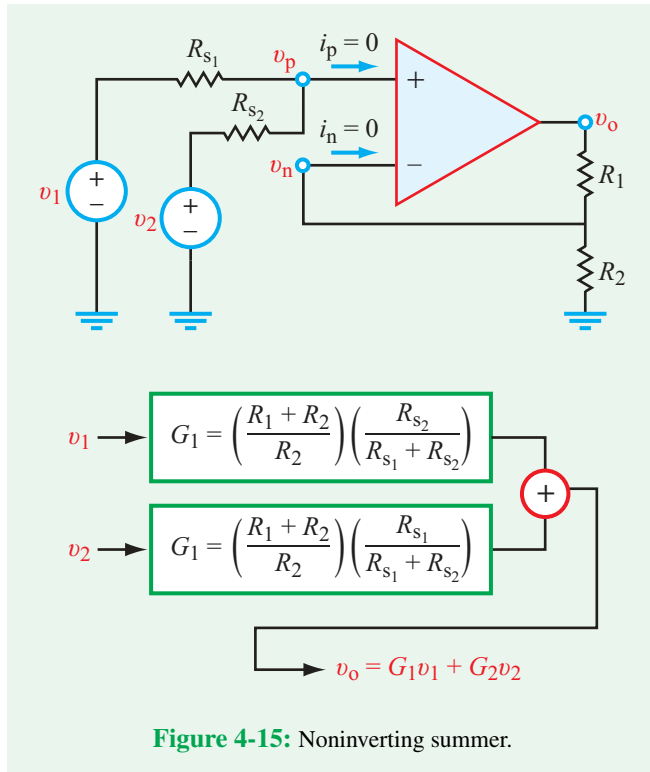 R_s1
v_p
i_p = 0
+
R_s2
i_n = 0
v_o
v_n
−
R_1
v_1
+
−
v_2
+
−
R_2
v_1
G_1 = ((R_1 + R_2)/R_2) (R_s2/(R_s1 + R_s2))
+
v_2
G_1 = ((R_1 + R_2)/R_2) (R_s1/(R_s1 + R_s2))
v_o = G_1v_1 + G_2v_2
Figure 4-15: Noninverting summer.